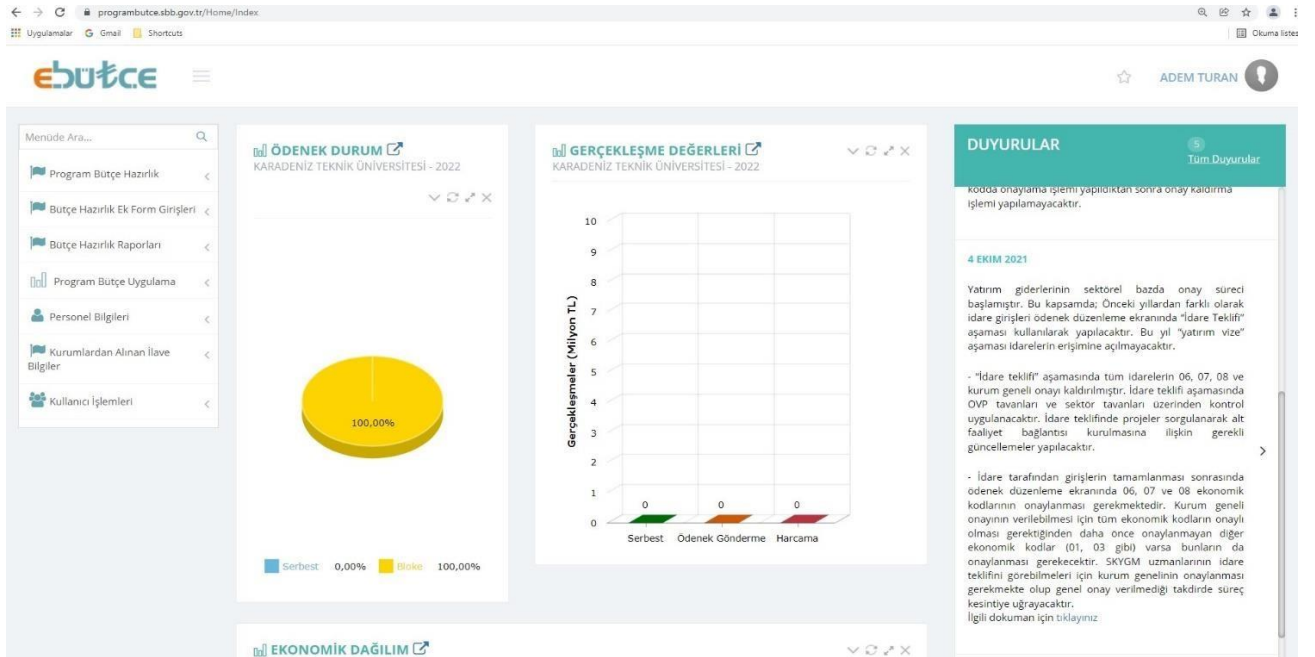 programbutce.sbb.gov.tr/Home/Index
Uygulamalar
Gmail
Shortcuts
Okuma listes
ebütçe
ADEM TURAN
Menüde Ara...
Program Bütçe Hazırlık
Bütçe Hazırlık Ek Form Girişleri
Bütçe Hazırlık Raporları
Program Bütçe Uygulama
Personel Bilgileri
Kurumlardan Alınan İlave
Bilgiler
Kullanıcı İşlemleri
ÖDENEK DURUM
KARADENİZ TEKNİK ÜNİVERSİTESİ - 2022
100,00%
Serbest 0,00% Bloke 100,00%
GERÇEKLEŞME DEĞERLERİ
KARADENİZ TEKNİK ÜNİVERSİTESİ - 2022
Gerçekleşmeler (Milyon TL)
10
9
8
7
6
5
4
3
2
1
0
0 0 0
Serbest Ödenek Gönderme Harcama
EKONOMİK DAĞILIM
DUYURULAR
5
Tüm Duyurular
kodda onaylama işlemi yapıldıktan sonra onay kaldırma
işlemi yapılamayacaktır.
4 EKIM 2021
Yatırım giderlerinin sektörel bazda onay süreci
başlamıştır. Bu kapsamda; Önceki yıllardan farklı olarak
idare girişleri ödenek düzenleme ekranında “İdare Teklifi”
aşaması kullanılarak yapılacaktır. Bu yıl “yatırım vize”
aşaması idarelerin erişimine açılmayacaktır.
- “İdare teklifi” aşamasında tüm idarelerin 06, 07, 08 ve
kurum geneli onayı kaldırılmıştır. İdare teklifi aşamasında
OVP tavanları ve sektör tavanları üzerinden kontrol
uygulanacaktır. İdare teklifinde projeler sorgulanarak alt
faaliyet bağlantısı kurulmasına ilişkin gerekli
güncellemeler yapılacaktır.
- İdare tarafından girişlerin tamamlanması sonrasında
ödenek düzenleme ekranında 06, 07 ve 08 ekonomik
kodlarının onaylanması gerekmektedir. Kurum geneli
onayının verilebilmesi için tüm ekonomik kodların onaylı
olması gerektiğinden daha önce onaylanmayan diğer
ekonomik kodlar (01, 03 gibi) varsa bunların da
onaylanması gerekecektir. SKYGM uzmanlarının idare
teklifini görebilmeleri için kurum genelinin onaylanması
gerekmekte olup genel onay verilmediği takdirde süreç
kesintiye uğrayacaktır.
İlgili dokuman için tıklayınız